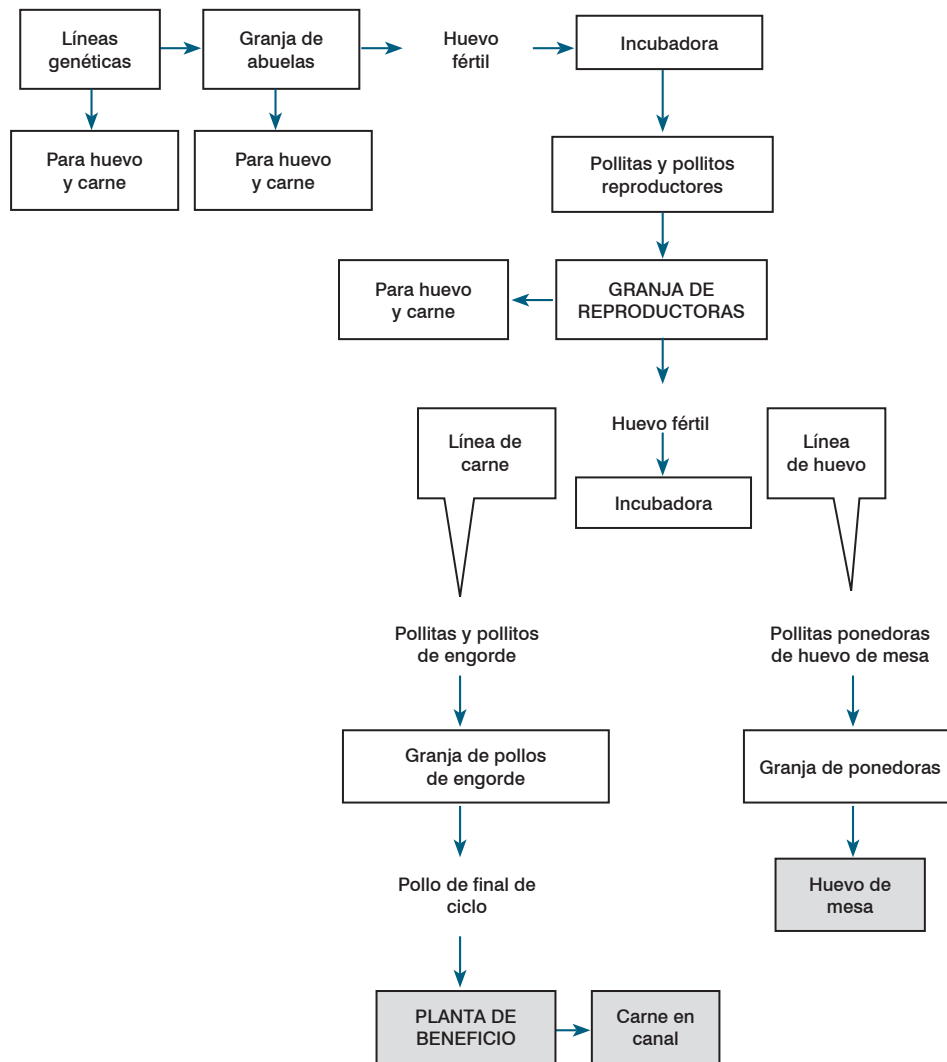 Líneas
genéticas
Granja de
abuelas
Huevo
fértil
Incubadora
Para huevo
y carne
Para huevo
y carne
Pollitas y pollitos
reproductores
Para huevo
y carne
GRANJA DE
REPRODUCTORAS
Huevo fértil
Línea de
carne
Línea
de huevo
Incubadora
Pollitas y pollitos
de engorde
Pollitas ponedoras
de huevo de mesa
Granja de pollos
de engorde
Granja de ponedoras
Pollo de final de
ciclo
Huevo de
mesa
PLANTA DE
BENEFICIO
Carne en
canal